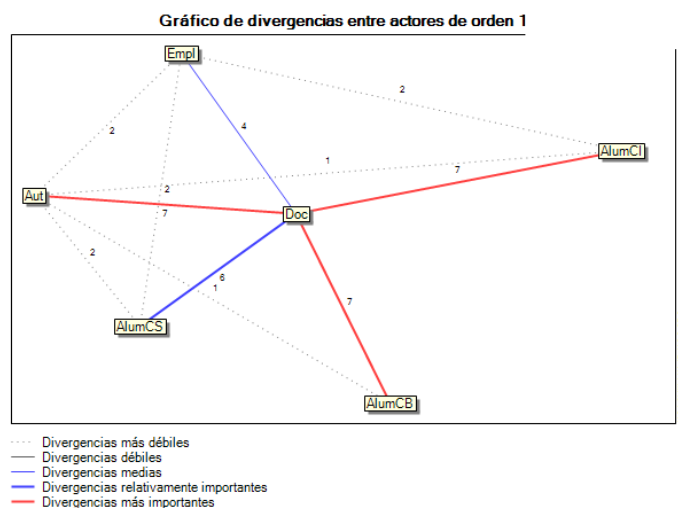 Gráfico de divergencias entre actores de orden 1
Empl
2
AlumCI
2
4
1
7
Aut
2
7
Doc
2
6
1
7
AlumCS
AlumCB
Divergencias más débiles
Divergencias débiles
Divergencias medias
Divergencias relativamente importantes
Divergencias más importantes